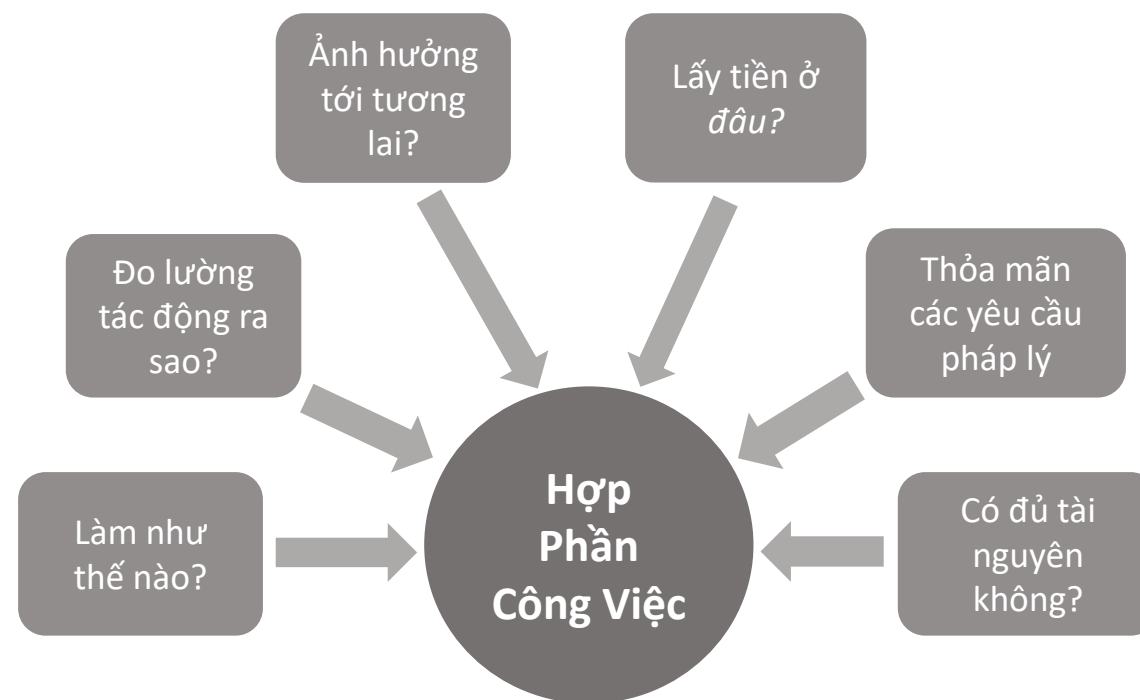 Ảnh hưởng
tới tương
lai?
Lấy tiền ở
đâu?
Đo lường
tác động ra
sao?
Thỏa mãn
các yêu cầu
pháp lý
Làm như
thế nào?
Hợp
Phần
Công Việc
Có đủ tài
nguyên
không?